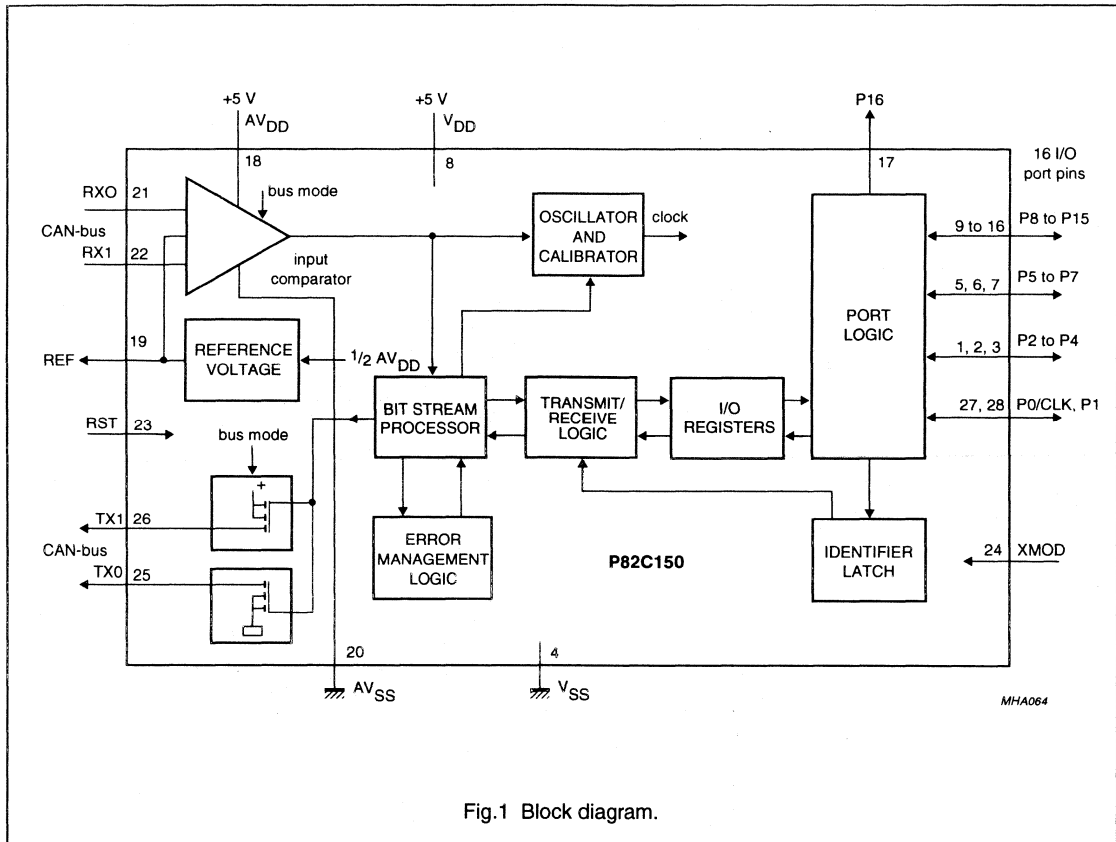 +5 V
AVDD
+5 V
VDD
P16
18
8
17
16 I/O
port pins
RXO
21
bus mode
CAN-bus
RX1
22
input
comparator
OSCILLATOR
AND
CALIBRATOR
clock
9 to 16
P8 to P15
5, 6, 7
P5 to P7
PORT
LOGIC
1, 2, 3
P2 to P4
27, 28
P0/CLK, P1
19
REF
REFERENCE
VOLTAGE
1/2 AVDD
BIT STREAM
PROCESSOR
TRANSMIT/
RECEIVE
LOGIC
I/O
REGISTERS
RST
23
bus mode
+
TX1
26
CAN-bus
TX0
25
ERROR
MANAGEMENT
LOGIC
P82C150
IDENTIFIER
LATCH
24
XMOD
20
AVSS
4
VSS
MHA064
Fig.1 Block diagram.